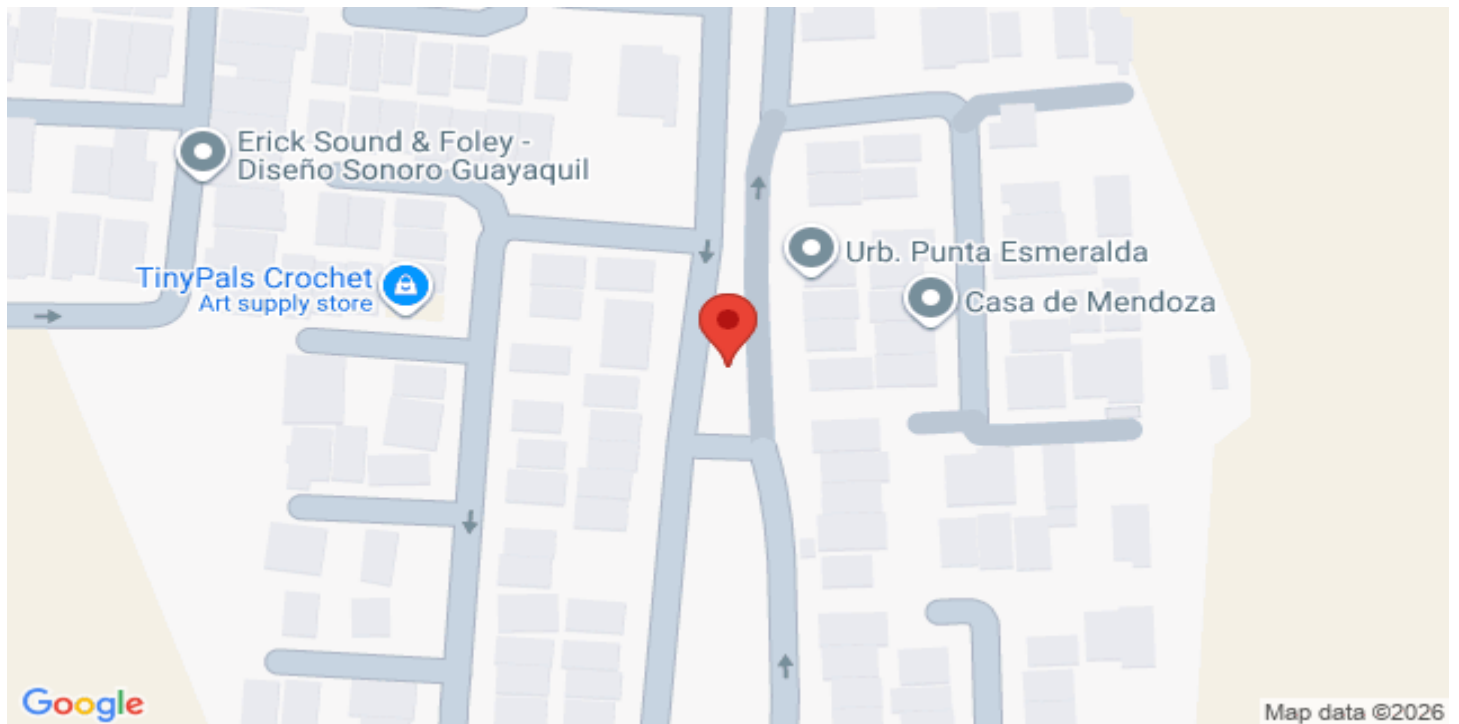 Erick Sound & Foley -
Diseño Sonoro Guayaquil
Urb. Punta Esmeralda
TinyPals Crochet
Art supply store
Casa de Mendoza
Google
Map data ©2026